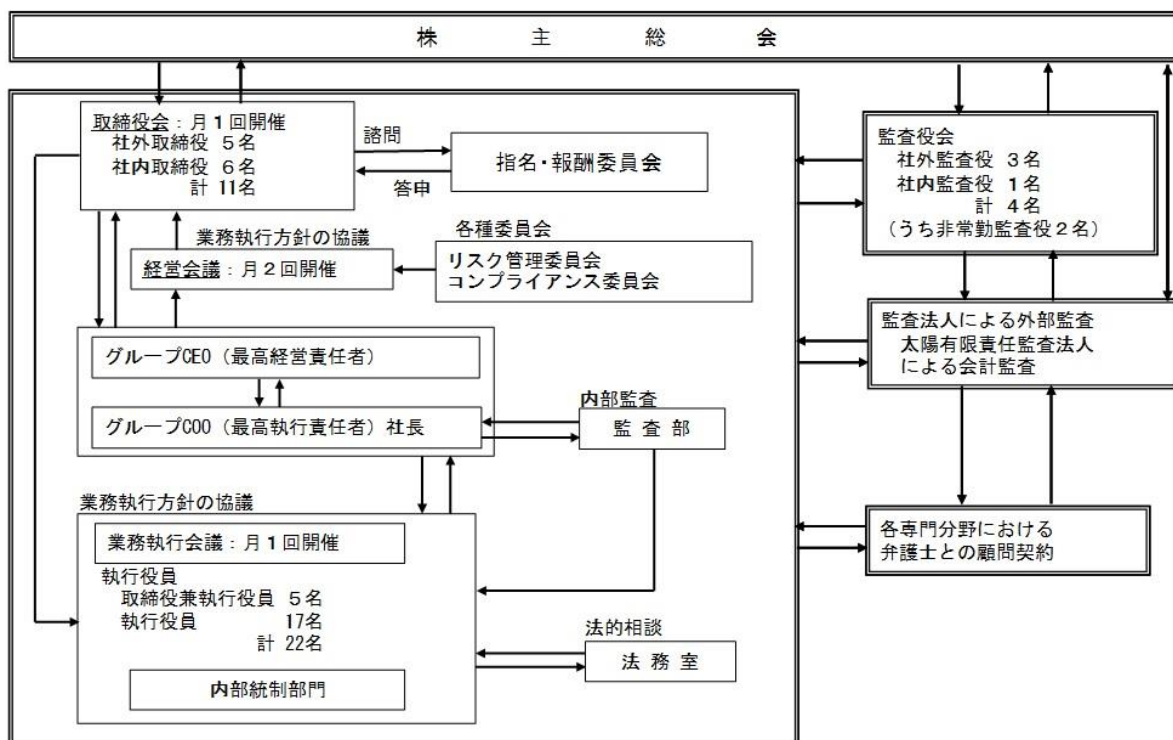 株主総会
取締役会：月１回開催
社外取締役 ５名
社内取締役 ６名
計 11名
諮問
答申
指名・報酬委員会
監査役会
社外監査役 ３名
社内監査役 １名
計 ４名
（うち非常勤監査役２名）
業務執行方針の協議
経営会議：月２回開催
各種委員会
リスク管理委員会
コンプライアンス委員会
監査法人による外部監査
太陽有限責任監査法人
による会計監査
グループCEO（最高経営責任者）
グループCOO（最高執行責任者）社長
内部監査
監査部
業務執行方針の協議
業務執行会議：月１回開催
執行役員
取締役兼執行役員 ５名
執行役員 17名
計 22名
内部統制部門
法的相談
法務室
各専門分野における
弁護士との顧問契約